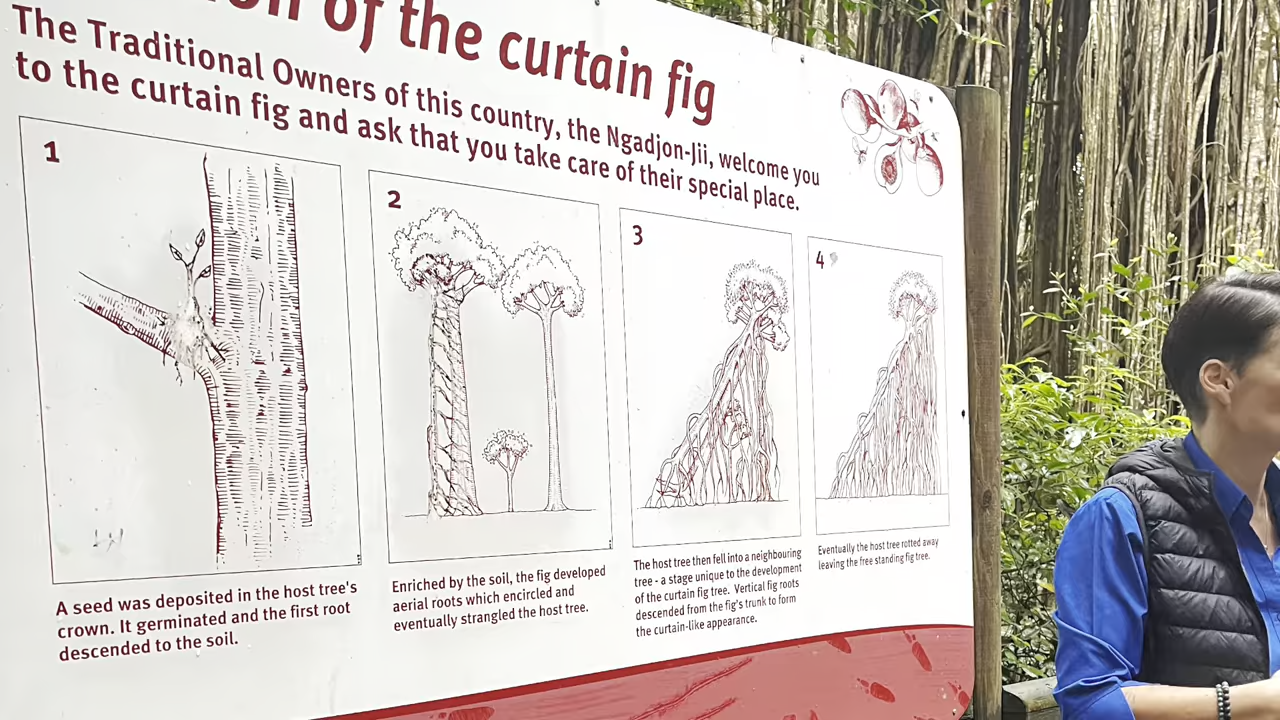 of the curtain fig
The Traditional Owners of this country, the Ngadjon-Jii, welcome you
to the curtain fig and ask that you take care of their special place.
1
2
3
4
A seed was deposited in the host tree's
crown. It germinated and the first root
descended to the soil.
Enriched by the soil, the fig developed
aerial roots which encircled and
eventually strangled the host tree.
The host tree then fell into a neighbouring
tree - a stage unique to the development
of the curtain fig tree. Vertical fig roots
descended from the fig's trunk to form
the curtain-like appearance.
Eventually the host tree rotted away
leaving the free standing fig tree.